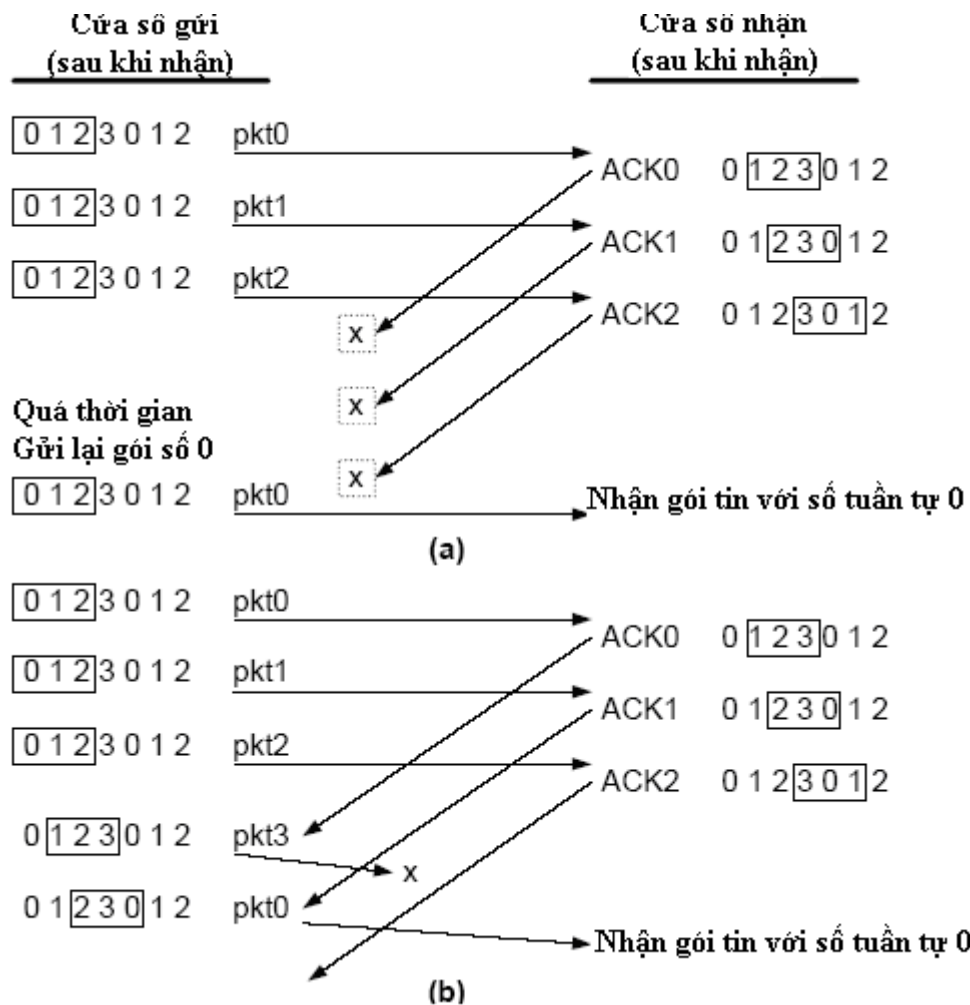 Cửa sổ gửi
(sau khi nhận)
Cửa sổ nhận
(sau khi nhận)
0 1 2 3 0 1 2 pkt0
ACK0 0 1 2 3 0 1 2
0 1 2 3 0 1 2 pkt1
ACK1 0 1 2 3 0 1 2
0 1 2 3 0 1 2 pkt2
ACK2 0 1 2 3 0 1 2
x
x
Quá thời gian
Gửi lại gói số 0
x
0 1 2 3 0 1 2 pkt0
Nhận gói tin với số tuần tự 0
(a)
0 1 2 3 0 1 2 pkt0
ACK0 0 1 2 3 0 1 2
0 1 2 3 0 1 2 pkt1
ACK1 0 1 2 3 0 1 2
0 1 2 3 0 1 2 pkt2
ACK2 0 1 2 3 0 1 2
0 1 2 3 0 1 2 pkt3
x
0 1 2 3 0 1 2 pkt0
Nhận gói tin với số tuần tự 0
(b)